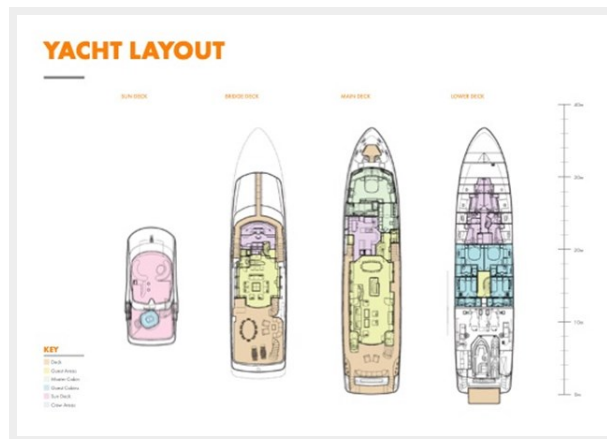 YACHT LAYOUT
SUN DECK
BRIDGE DECK
MAIN DECK
LOWER DECK
40m
30m
20m
10m
0m
KEY
Deck
Guest Areas
Master Cabin
Guest Cabins
Sun Deck
Crew Areas